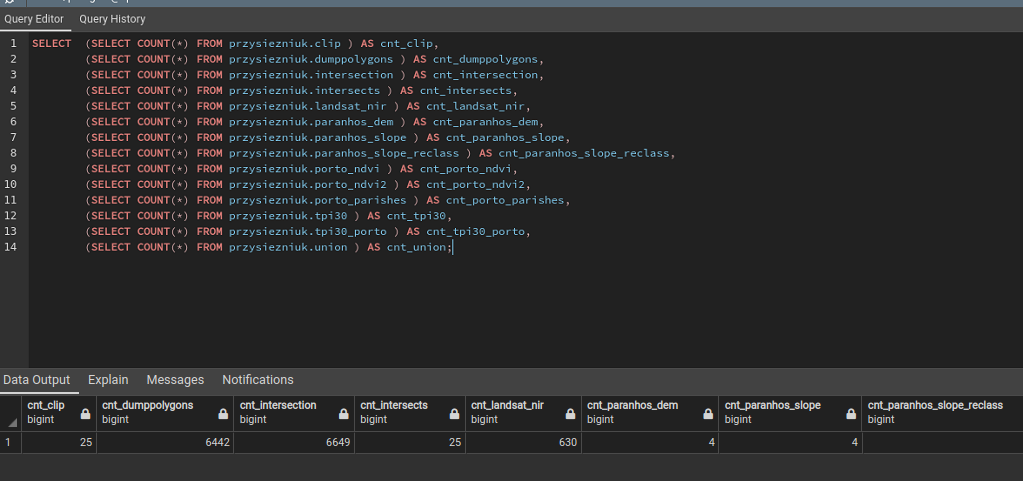 Query Editor Query History
1 SELECT (SELECT COUNT(*) FROM przysiezniuk.clip ) AS cnt_clip,
2 (SELECT COUNT(*) FROM przysiezniuk.dumppolygons ) AS cnt_dumppolygons,
3 (SELECT COUNT(*) FROM przysiezniuk.intersection ) AS cnt_intersection,
4 (SELECT COUNT(*) FROM przysiezniuk.intersects ) AS cnt_intersects,
5 (SELECT COUNT(*) FROM przysiezniuk.landsat_nir ) AS cnt_landsat_nir,
6 (SELECT COUNT(*) FROM przysiezniuk.paranhos_dem ) AS cnt_paranhos_dem,
7 (SELECT COUNT(*) FROM przysiezniuk.paranhos_slope ) AS cnt_paranhos_slope,
8 (SELECT COUNT(*) FROM przysiezniuk.paranhos_slope_reclass ) AS cnt_paranhos_slope_reclass,
9 (SELECT COUNT(*) FROM przysiezniuk.porto_ndvi ) AS cnt_porto_ndvi,
10 (SELECT COUNT(*) FROM przysiezniuk.porto_ndvi2 ) AS cnt_porto_ndvi2,
11 (SELECT COUNT(*) FROM przysiezniuk.porto_parishes ) AS cnt_porto_parishes,
12 (SELECT COUNT(*) FROM przysiezniuk.tpi30 ) AS cnt_tpi30,
13 (SELECT COUNT(*) FROM przysiezniuk.tpi30_porto ) AS cnt_tpi30_porto,
14 (SELECT COUNT(*) FROM przysiezniuk.union ) AS cnt_union;
Data Output Explain Messages Notifications
cnt_clip cnt_dumppolygons cnt_intersection cnt_intersects cnt_landsat_nir cnt_paranhos_dem cnt_paranhos_slope cnt_paranhos_slope_reclass
bigint bigint bigint bigint bigint bigint bigint bigint
1 25 6442 6649 25 630 4 4